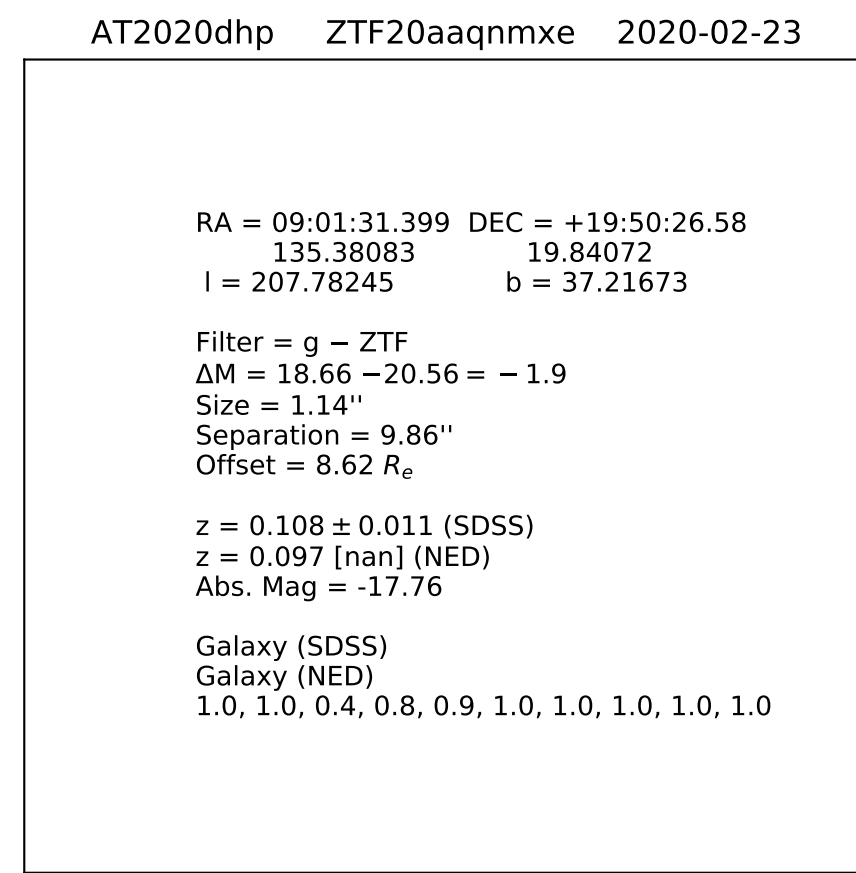 AT2020dhp ZTF20aaqnmxe 2020-02-23
RA = 09:01:31.399 DEC = +19:50:26.58
135.38083 19.84072
l = 207.78245 b = 37.21673
Filter = g − ZTF
ΔM = 18.66 −20.56 = − 1.9
Size = 1.14''
Separation = 9.86''
Offset = 8.62 Rₑ
z = 0.108 ± 0.011 (SDSS)
z = 0.097 [nan] (NED)
Abs. Mag = -17.76
Galaxy (SDSS)
Galaxy (NED)
1.0, 1.0, 0.4, 0.8, 0.9, 1.0, 1.0, 1.0, 1.0, 1.0